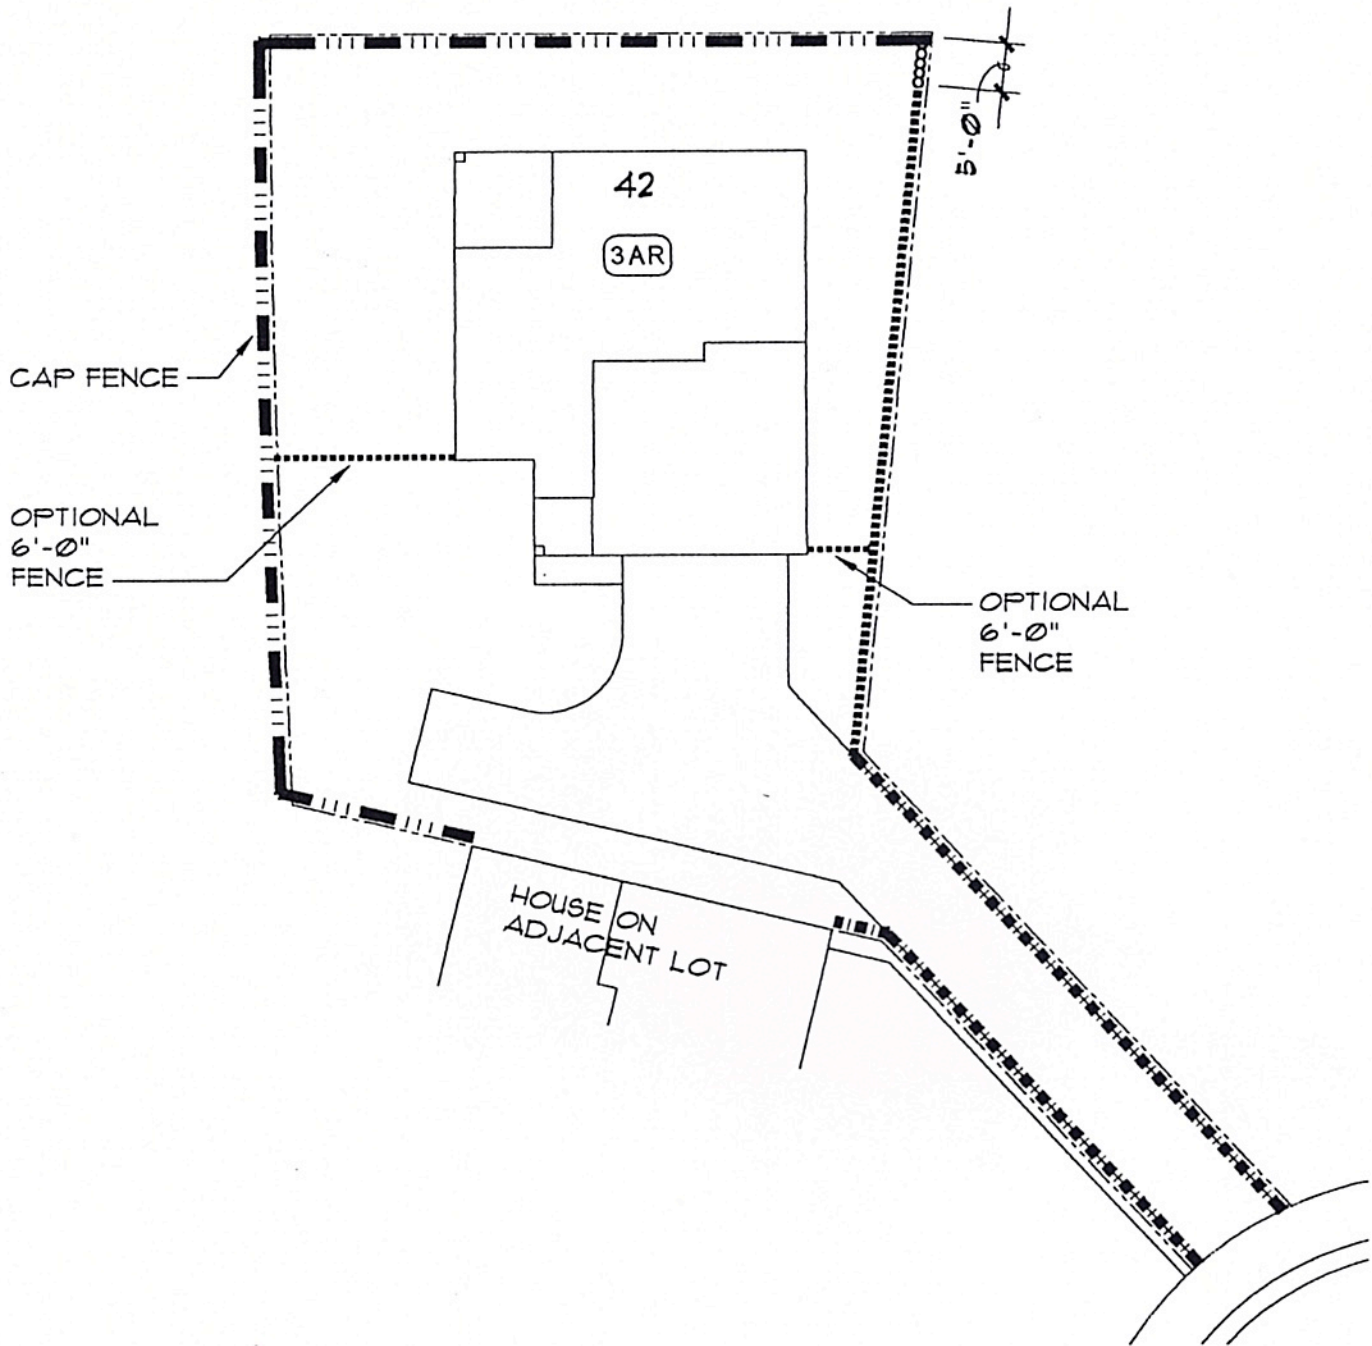 5'-0"
42
3AR
CAP FENCE
OPTIONAL
6'-0"
FENCE
OPTIONAL
6'-0"
FENCE
HOUSE ON
ADJACENT LOT